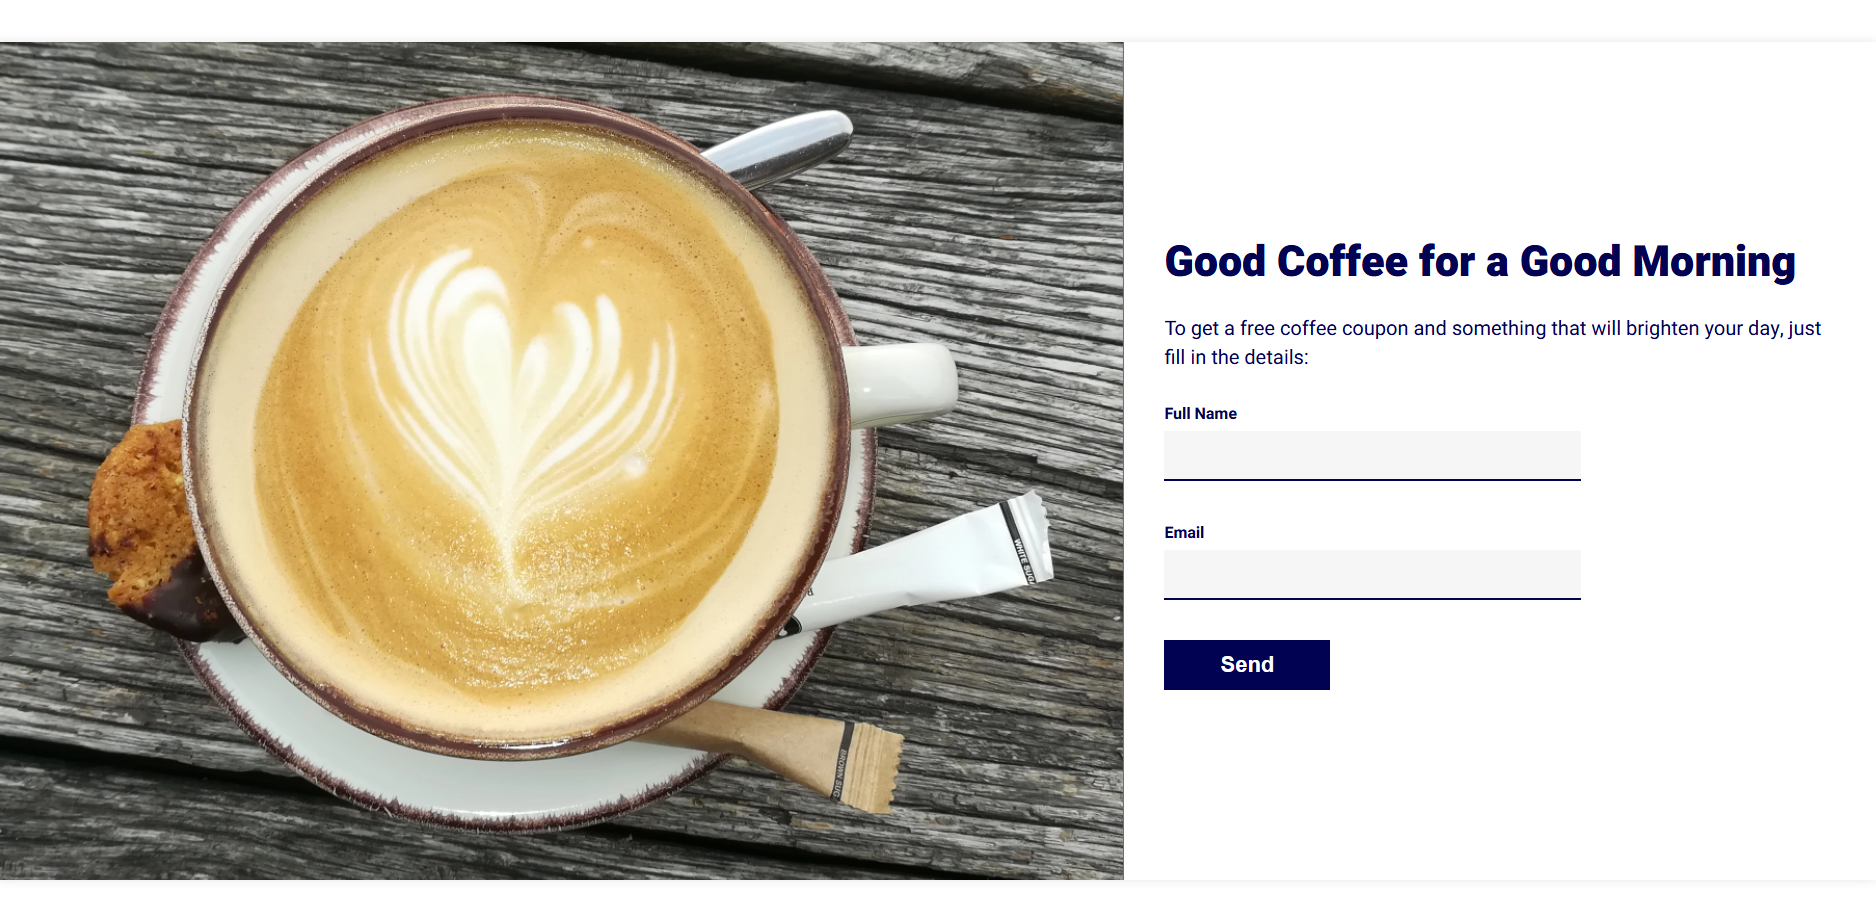 Good Coffee for a Good Morning
To get a free coffee coupon and something that will brighten your day, just
fill in the details:
Full Name
Email
Send
WHITE SUG
BROWN SUG